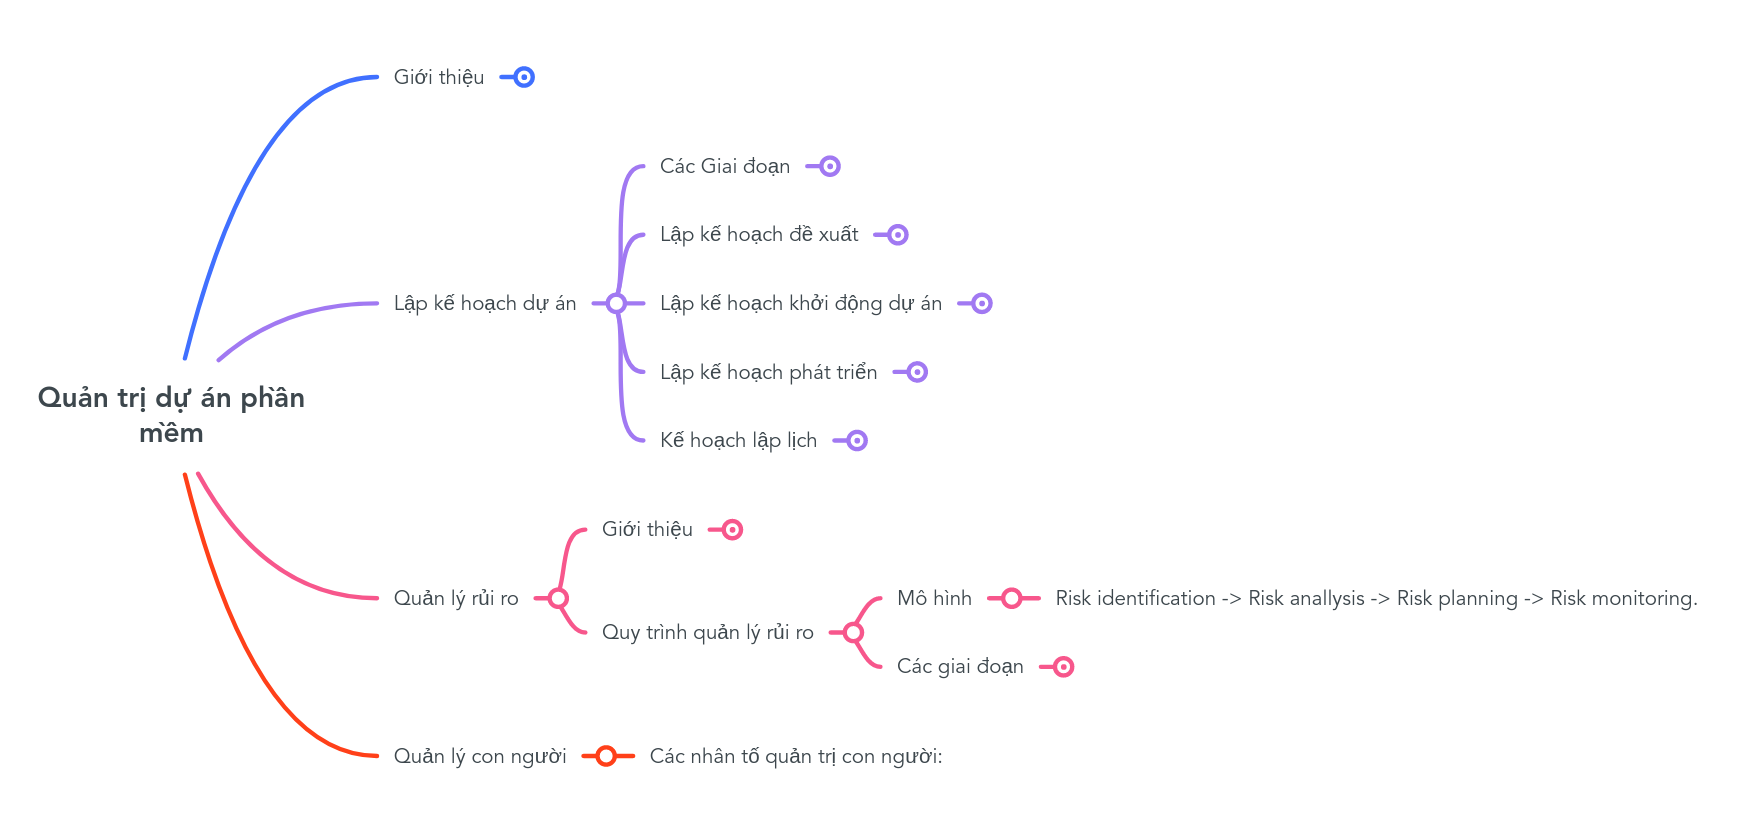 Quản trị dự án phần
mềm
Giới thiệu
Lập kế hoạch dự án
Các Giai đoạn
Lập kế hoạch đề xuất
Lập kế hoạch khởi động dự án
Lập kế hoạch phát triển
Kế hoạch lập lịch
Quản lý rủi ro
Giới thiệu
Quy trình quản lý rủi ro
Mô hình
Risk identification -> Risk anallysis -> Risk planning -> Risk monitoring.
Các giai đoạn
Quản lý con người
Các nhân tố quản trị con người: